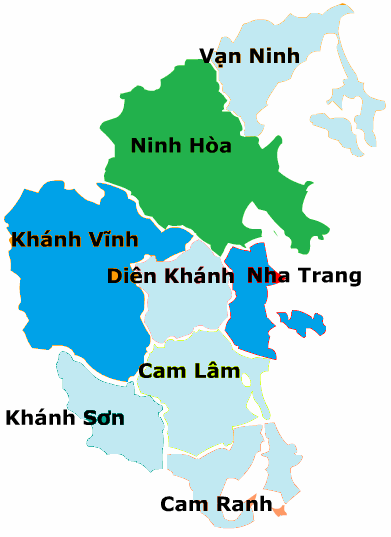 Vạn Ninh
Ninh Hòa
Khánh Vĩnh
Diên Khánh
Nha Trang
Cam Lâm
Khánh Sơn
Cam Ranh